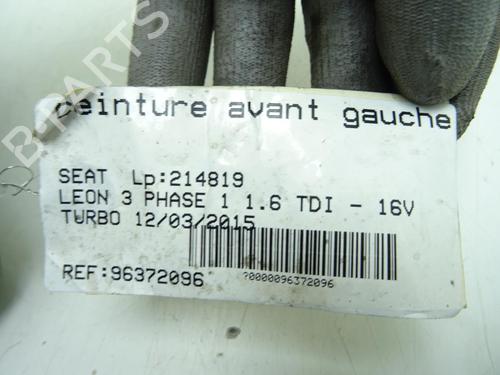 ceinture avant gauche
SEAT Lp:214819
LEON 3 PHASE 1 1.6 TDI - 16V
TURBO 12/03/2015
REF:96372096
?0000096372096
B-PARTS